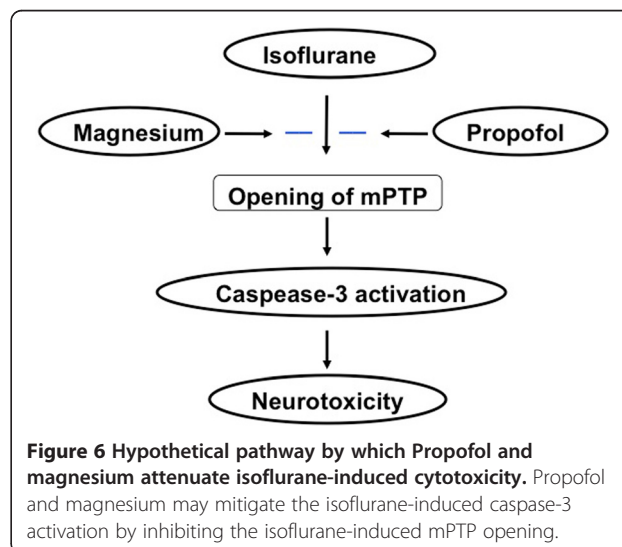 Isoflurane
Magnesium
Propofol
Opening of mPTP
Caspease-3 activation
Neurotoxicity
Figure 6 Hypothetical pathway by which Propofol and
magnesium attenuate isoflurane-induced cytotoxicity. Propofol
and magnesium may mitigate the isoflurane-induced caspase-3
activation by inhibiting the isoflurane-induced mPTP opening.